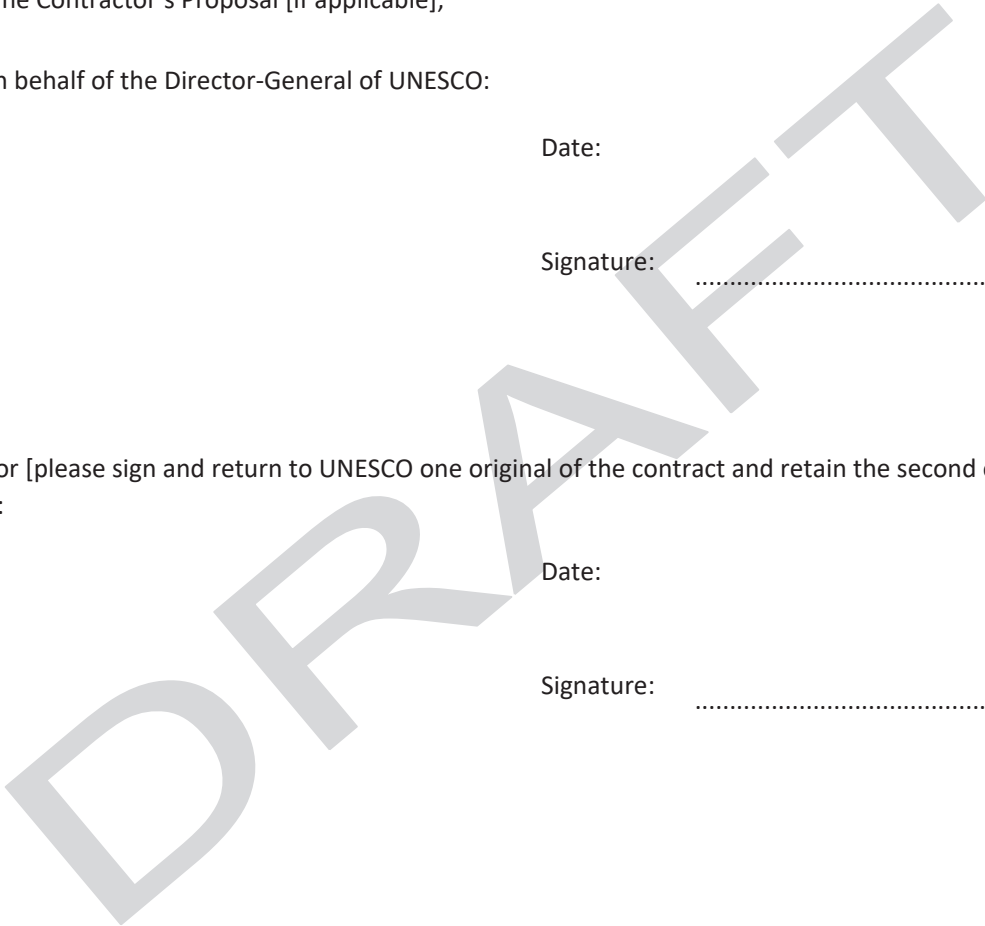 he Contractor's Proposal [if applicable],
n behalf of the Director-General of UNESCO:
Date:
Signature: ..........................................
or [please sign and return to UNESCO one original of the contract and retain the second
:
Date:
Signature: ..........................................
DRAFT